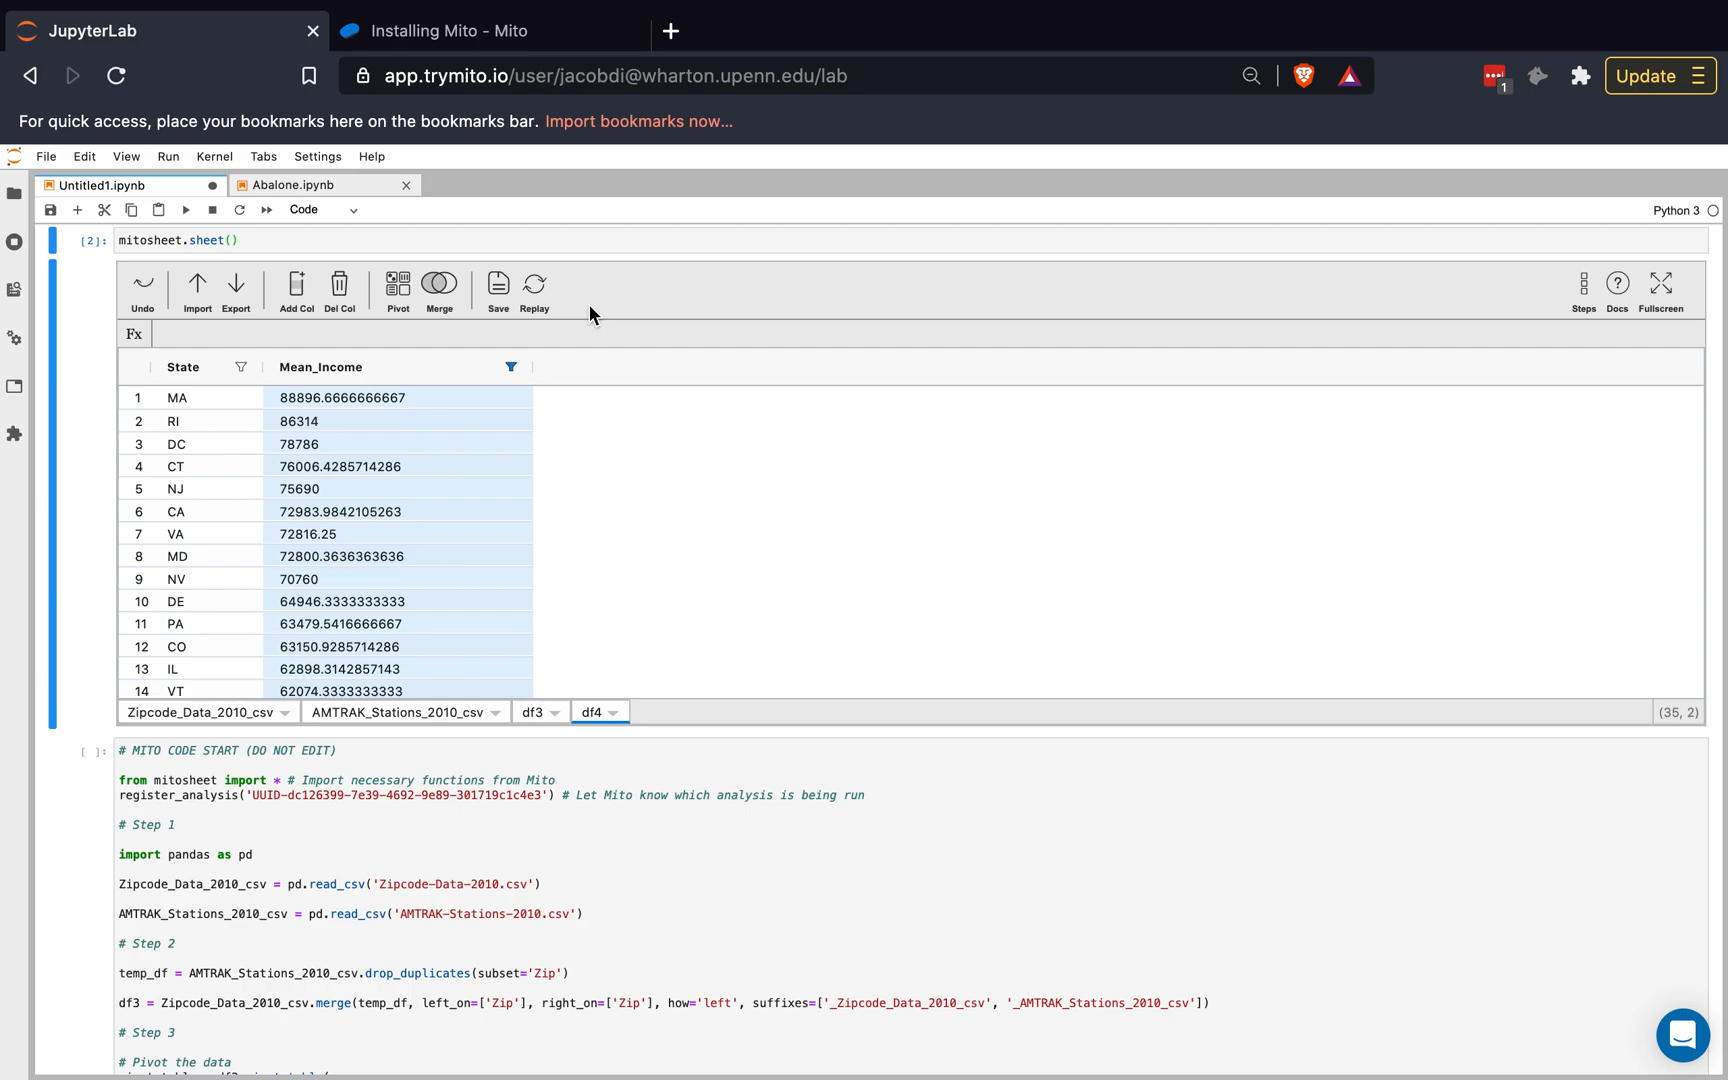 JupyterLab
Installing Mito - Mito
app.trymito.io/user/jacobdi@wharton.upenn.edu/lab
1
Update
For quick access, place your bookmarks here on the bookmarks bar. Import bookmarks now...
File Edit View Run Kernel Tabs Settings Help
Untitled1.ipynb
Abalone.ipynb
Code
Python 3
[2]: mitosheet.sheet()
Undo Import Export Add Col Del Col Pivot Merge Save Replay
Steps Docs Fullscreen
Fx
State Mean_Income
1 MA 88896.6666666667
2 RI 86314
3 DC 78786
4 CT 76006.4285714286
5 NJ 75690
6 CA 72983.9842105263
7 VA 72816.25
8 MD 72800.3636363636
9 NV 70760
10 DE 64946.3333333333
11 PA 63479.5416666667
12 CO 63150.9285714286
13 IL 62898.3142857143
14 VT 62074.3333333333
Zipcode_Data_2010_csv AMTRAK_Stations_2010_csv df3 df4 (35, 2)
[ ]: # MITO CODE START (DO NOT EDIT)
from mitosheet import * # Import necessary functions from Mito
register_analysis('UUID-dc126399-7e39-4692-9e89-301719c1c4e3') # Let Mito know which analysis is being run
# Step 1
import pandas as pd
Zipcode_Data_2010_csv = pd.read_csv('Zipcode-Data-2010.csv')
AMTRAK_Stations_2010_csv = pd.read_csv('AMTRAK-Stations-2010.csv')
# Step 2
temp_df = AMTRAK_Stations_2010_csv.drop_duplicates(subset='Zip')
df3 = Zipcode_Data_2010_csv.merge(temp_df, left_on=['Zip'], right_on=['Zip'], how='left', suffixes=['_Zipcode_Data_2010_csv', '_AMTRAK_Stations_2010_csv'])
# Step 3
# Pivot the data